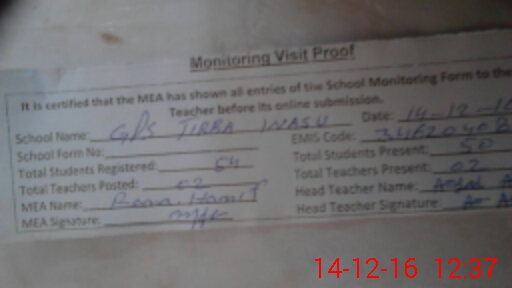 Monitoring Visit Proof
It is certified that the MEA has shown all entries of the School Monitoring Form to the
Teacher before its online submission.
School Name: GPS TIRRA INASU Date: 14-12-
School Form No: EMIS Code:
Total Students Registered: 54 Total Students Present: 50
Total Teachers Posted: 02 Total Teachers Present: 02
MEA Name: Head Teacher Name:
MEA Signature: Head Teacher Signature:
14-12-16 12:37